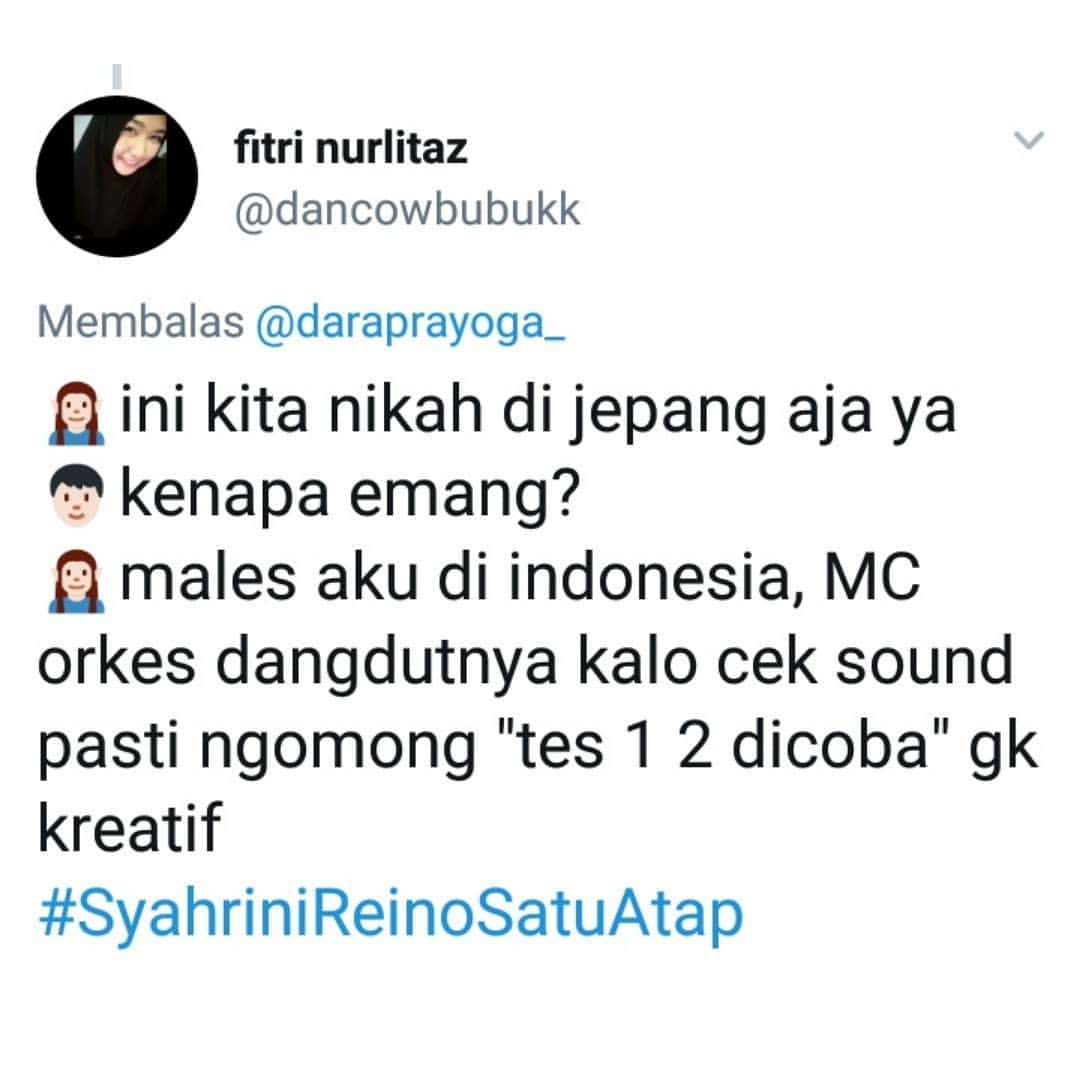 fitri nurlitaz
@dancowbubukk
Membalas @daraprayoga_
🧝‍♀️ini kita nikah di jepang aja ya
👦🏻kenapa emang?
🧝‍♀️males aku di indonesia, MC
orkes dangdutnya kalo cek sound
pasti ngomong "tes 1 2 dicoba" gk
kreatif
#SyahriniReinoSatuAtap